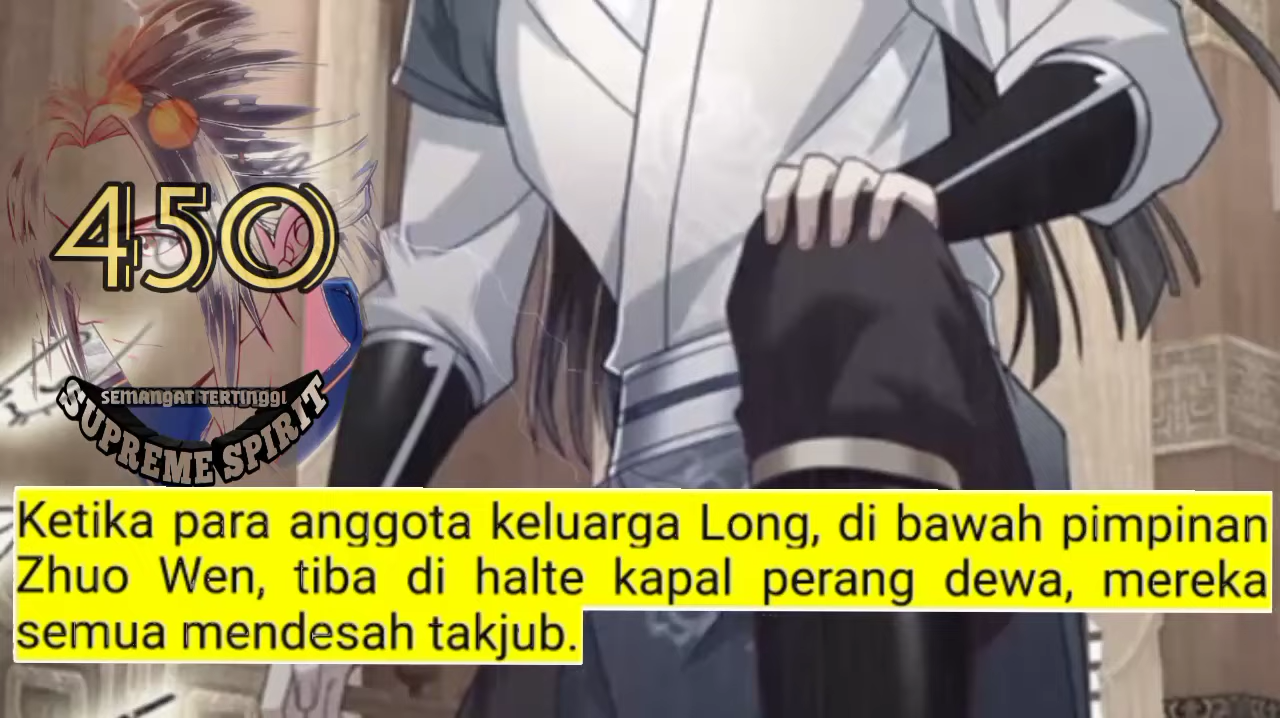 450
SEMANGAT TERTINGGI
SUPREME SPIRIT
Ketika para anggota keluarga Long, di bawah pimpinan
Zhuo Wen, tiba di halte kapal perang dewa, mereka
semua mendesah takjub.